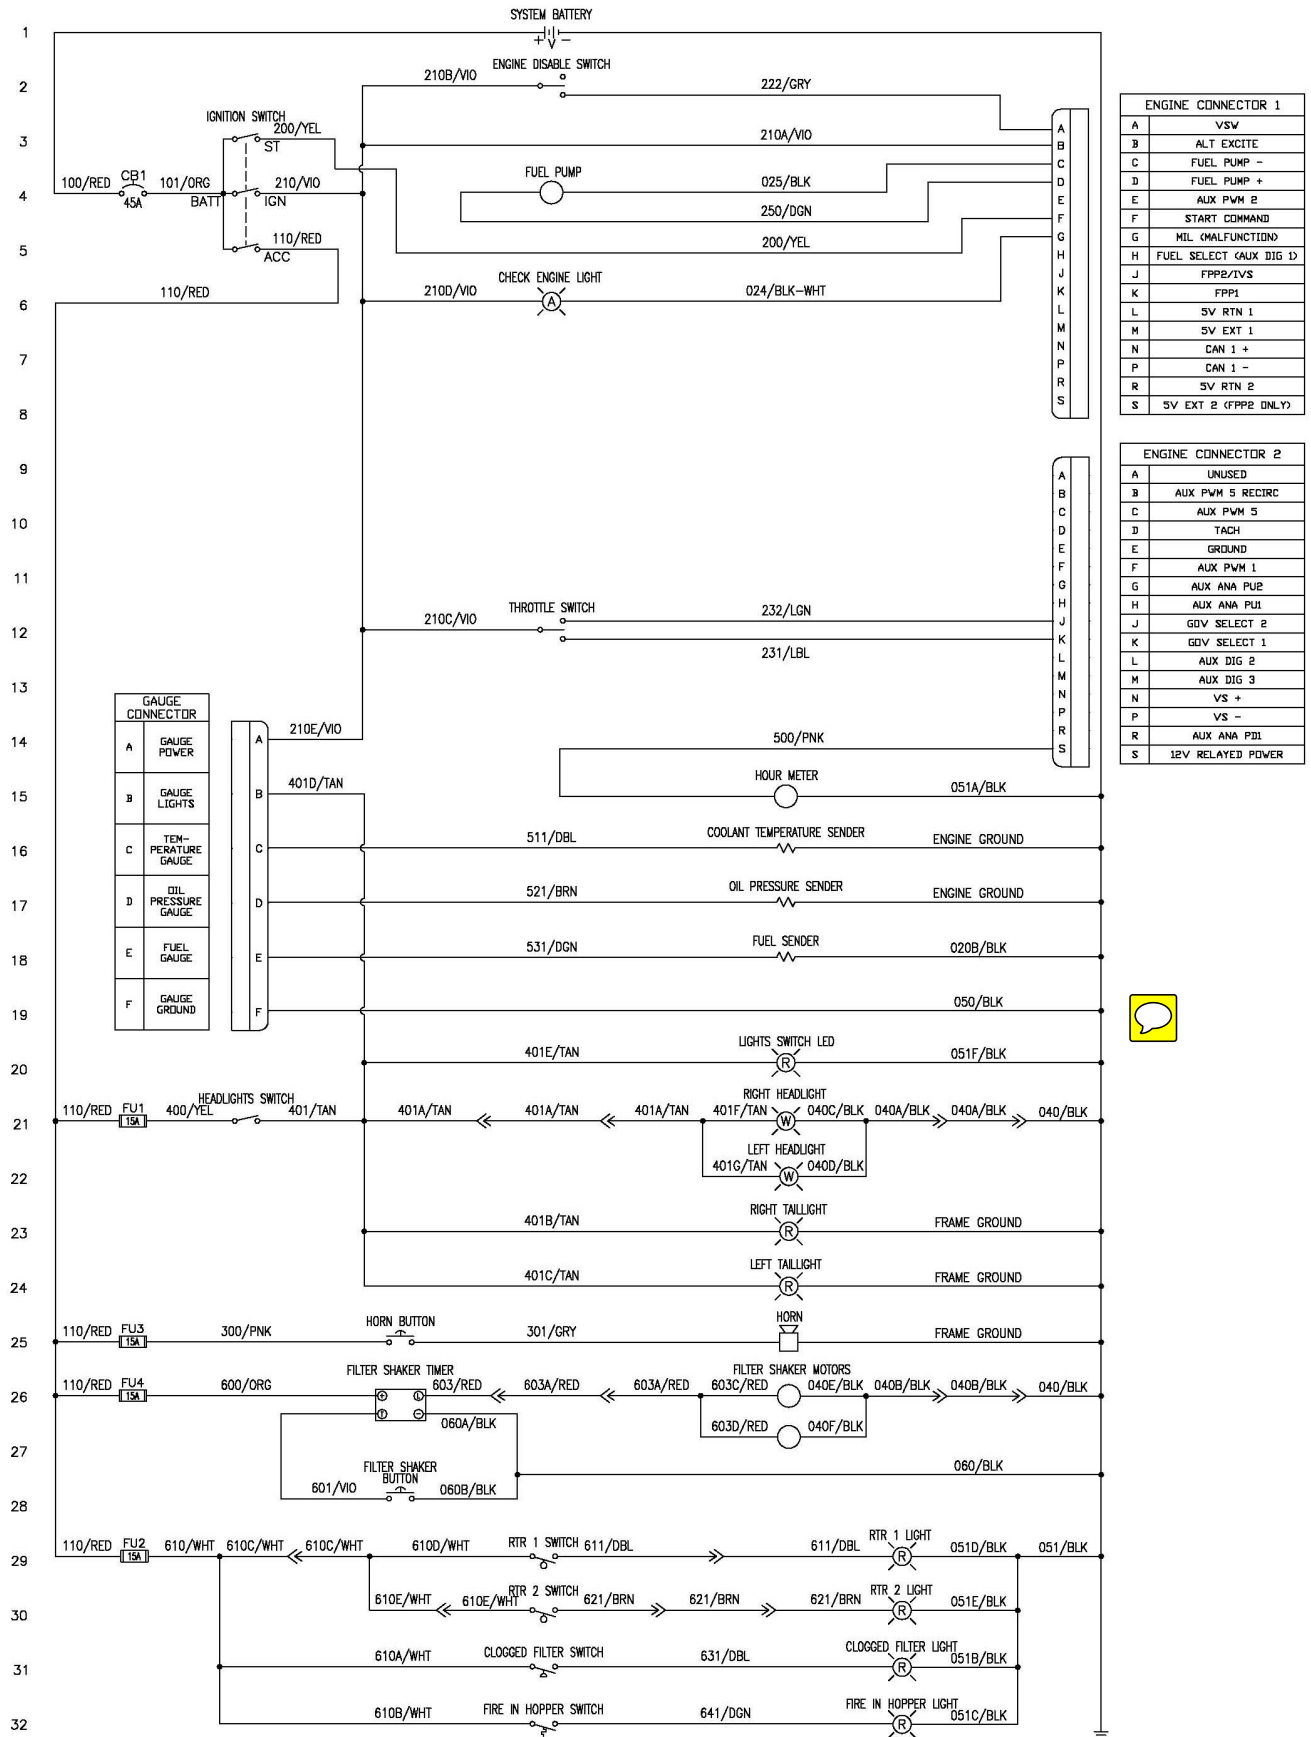 SYSTEM BATTERY
1
+ V −
ENGINE DISABLE SWITCH
2
210B/VIO
222/GRY
IGNITION SWITCH
200/YEL
3
ST
210A/VIO
FUEL PUMP
4
100/RED
CB1
45A
101/ORG
BATT
210/VIO
IGN
025/BLK
250/DGN
5
110/RED
ACC
200/YEL
CHECK ENGINE LIGHT
6
110/RED
210D/VIO
A
024/BLK-WHT
7
8
A
B
C
D
E
F
G
H
J
K
L
M
N
P
R
S
ENGINE CONNECTOR 1
A VSW
B ALT EXCITE
C FUEL PUMP -
D FUEL PUMP +
E AUX PWM 2
F START COMMAND
G MIL (MALFUNCTION)
H FUEL SELECT (AUX DIG 1)
J FPP2/IVS
K FPP1
L 5V RTN 1
M 5V EXT 1
N CAN 1 +
P CAN 1 -
R 5V RTN 2
S 5V EXT 2 (FPP2 ONLY)
9
10
11
THROTTLE SWITCH
12
210C/VIO
232/LGN
231/LBL
13
A
B
C
D
E
F
G
H
J
K
L
M
N
P
R
S
ENGINE CONNECTOR 2
A UNUSED
B AUX PWM 5 RECIRC
C AUX PWM 5
D TACH
E GROUND
F AUX PWM 1
G AUX ANA PU2
H AUX ANA PU1
J GOV SELECT 2
K GOV SELECT 1
L AUX DIG 2
M AUX DIG 3
N VS +
P VS -
R AUX ANA PD1
S 12V RELAYED POWER
GAUGE
CONNECTOR
A GAUGE
POWER
B GAUGE
LIGHTS
C TEM-
PERATURE
GAUGE
D OIL
PRESSURE
GAUGE
E FUEL
GAUGE
F GAUGE
GROUND
14
A
210E/VIO
500/PNK
HOUR METER
15
B
401D/TAN
051A/BLK
COOLANT TEMPERATURE SENDER
16
C
511/DBL
ENGINE GROUND
OIL PRESSURE SENDER
17
D
521/BRN
ENGINE GROUND
FUEL SENDER
18
E
531/DGN
020B/BLK
19
F
050/BLK
LIGHTS SWITCH LED
20
401E/TAN
R
051F/BLK
HEADLIGHTS SWITCH
RIGHT HEADLIGHT
21
110/RED
FU1
15A
400/YEL
401/TAN
401A/TAN
401A/TAN
401A/TAN
401F/TAN
W
040C/BLK
040A/BLK
040A/BLK
040/BLK
LEFT HEADLIGHT
22
401G/TAN
W
040D/BLK
RIGHT TAILLIGHT
23
401B/TAN
R
FRAME GROUND
LEFT TAILLIGHT
24
401C/TAN
R
FRAME GROUND
HORN BUTTON
HORN
25
110/RED
FU3
15A
300/PNK
301/GRY
FRAME GROUND
FILTER SHAKER TIMER
FILTER SHAKER MOTORS
26
110/RED
FU4
15A
600/ORG
603/RED
603A/RED
603A/RED
603C/RED
040E/BLK
040B/BLK
040B/BLK
040/BLK
060A/BLK
27
603D/RED
040F/BLK
FILTER SHAKER
BUTTON
060/BLK
28
601/VIO
060B/BLK
RTR 1 SWITCH
RTR 1 LIGHT
29
110/RED
FU2
15A
610/WHT
610C/WHT
610C/WHT
610D/WHT
611/DBL
611/DBL
R
051D/BLK
051/BLK
RTR 2 SWITCH
RTR 2 LIGHT
30
610E/WHT
610E/WHT
621/BRN
621/BRN
621/BRN
R
051E/BLK
CLOGGED FILTER SWITCH
CLOGGED FILTER LIGHT
31
610A/WHT
631/DBL
R
051B/BLK
FIRE IN HOPPER SWITCH
FIRE IN HOPPER LIGHT
32
610B/WHT
641/DGN
R
051C/BLK